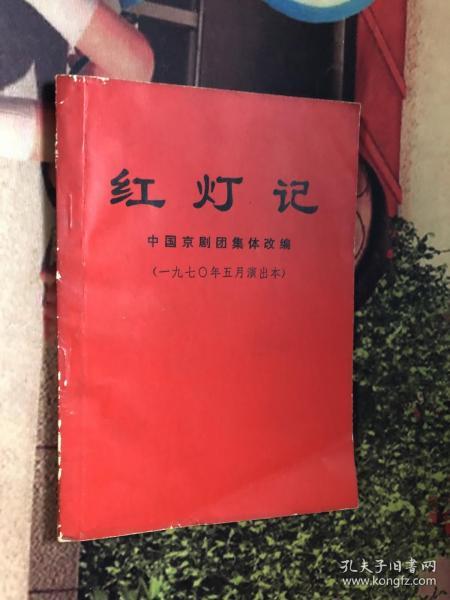 红灯记
中国京剧团集体改编
(一九七〇年五月演出本)
孔夫子旧书网
www.kongfz.com